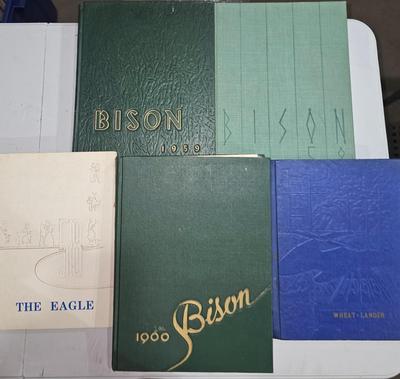 BISON
1959
BISON
THE EAGLE
1960
Bison
WHEAT-LANDER